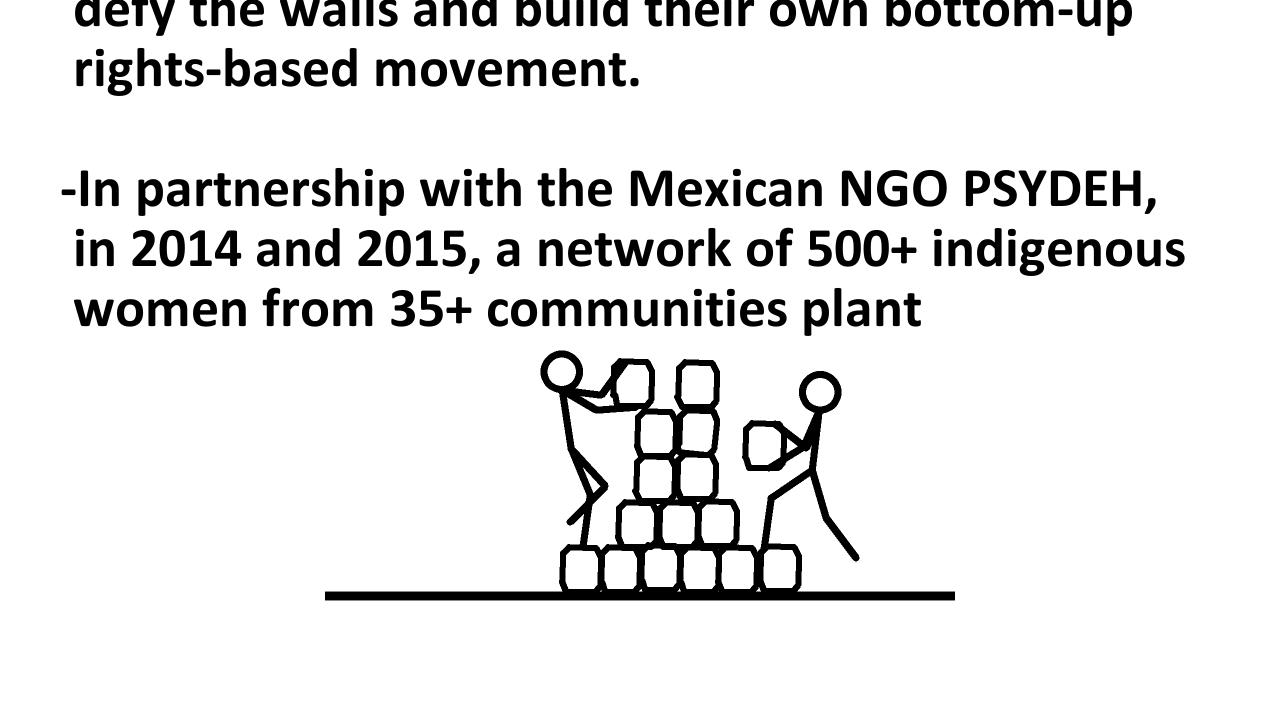 defy the walls and build their own bottom-up
rights-based movement.
-In partnership with the Mexican NGO PSYDEH,
in 2014 and 2015, a network of 500+ indigenous
women from 35+ communities plant